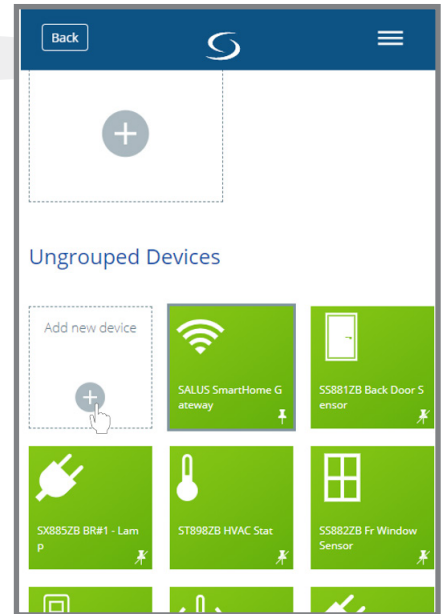 Back
Ungrouped Devices
Add new device
SALUS SmartHome G
ateway
SS881ZB Back Door S
ensor
SX885ZB BR#1 - Lam
p
ST898ZB HVAC Stat
SS882ZB Fr Window
Sensor